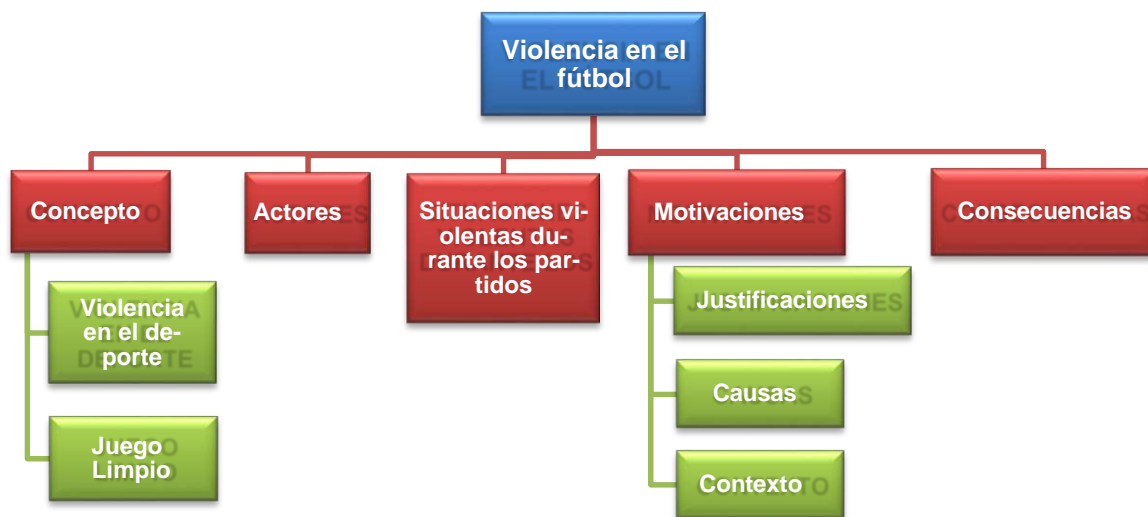 Violencia en el
fútbol
Concepto
Actores
Situaciones vi-
olentas du-
rante los par-
tidos
Motivaciones
Consecuencias
Violencia
en el de-
porte
Juego
Limpio
Justificaciones
Causas
Contexto